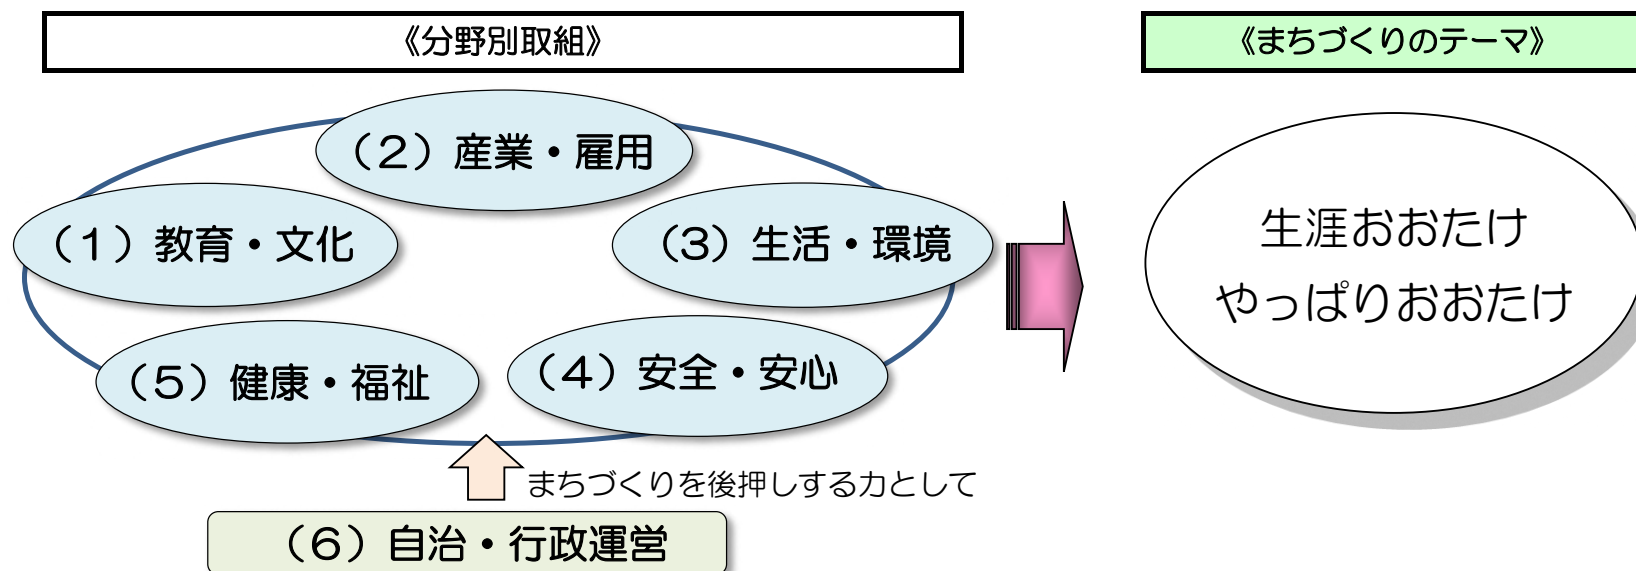 《分野別取組》
《まちづくりのテーマ》
（２）産業・雇用
（１）教育・文化
（３）生活・環境
（５）健康・福祉
（４）安全・安心
まちづくりを後押しする力として
（６）自治・行政運営
生涯おおたけ
やっぱりおおたけ